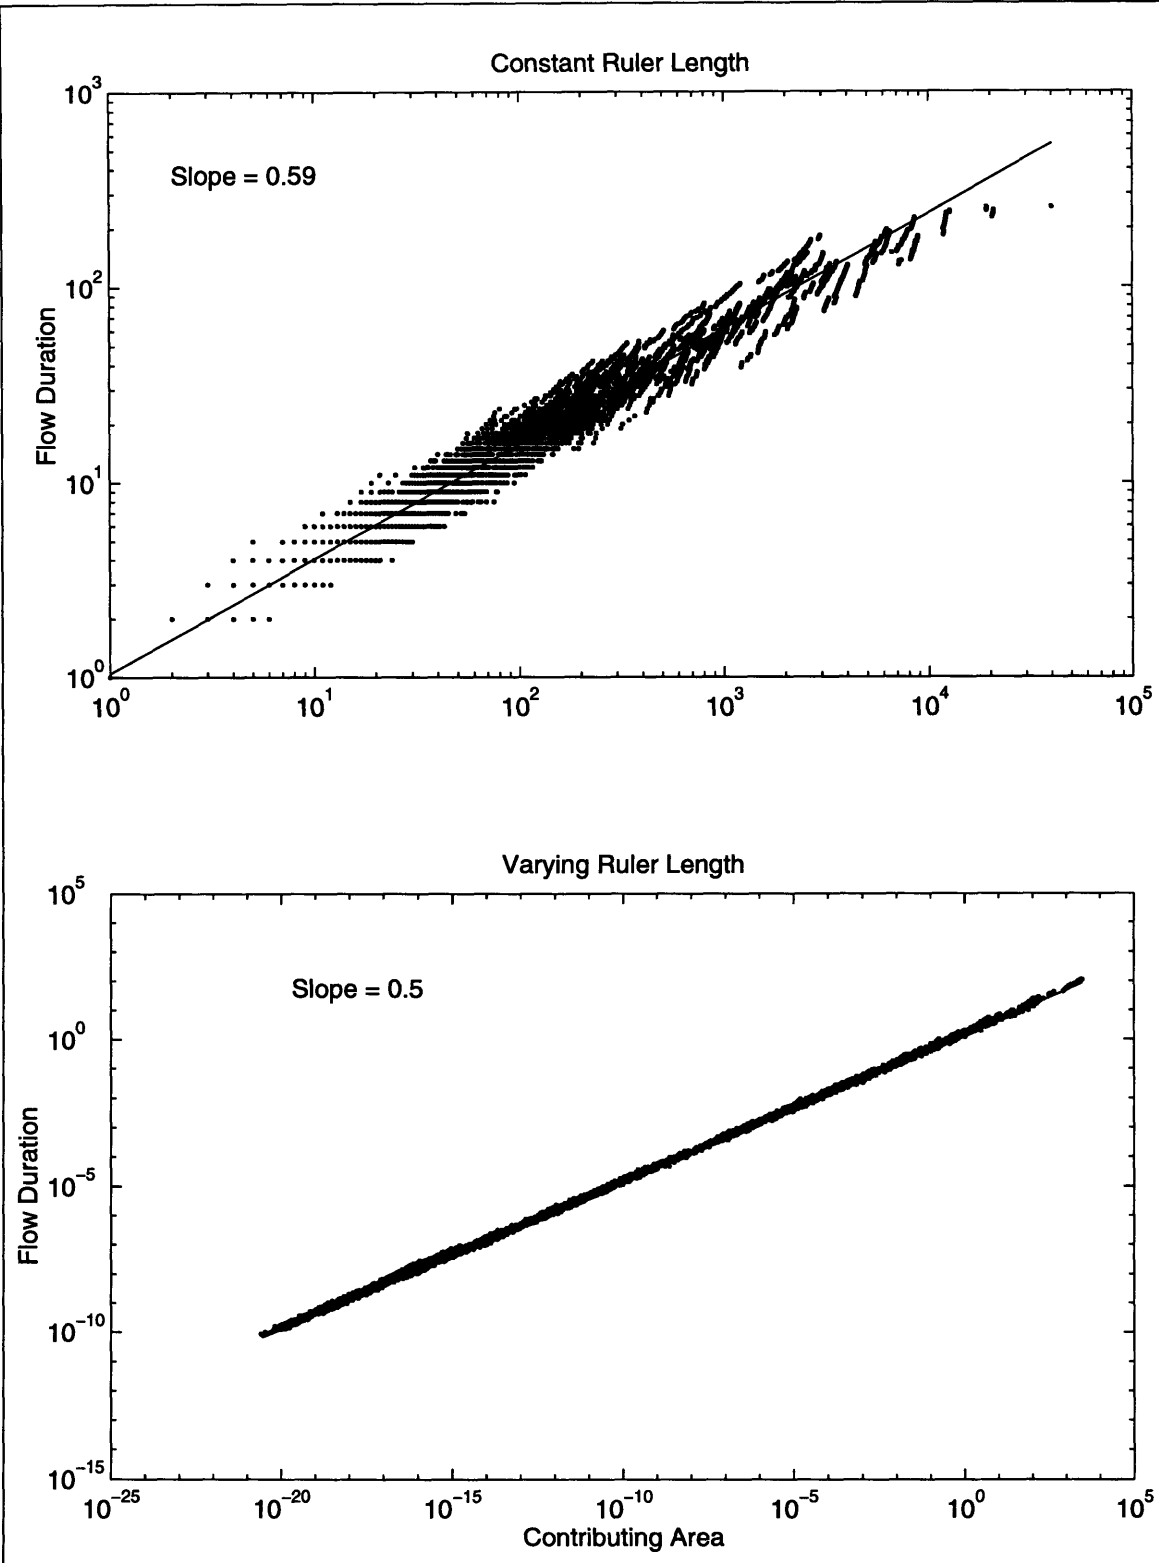 Constant Ruler Length
10^3
Slope = 0.59
10^2
Flow Duration
10^1
10^0
10^0 10^1 10^2 10^3 10^4 10^5
Varying Ruler Length
10^5
Slope = 0.5
10^0
Flow Duration
10^−5
10^−10
10^−15
10^−25 10^−20 10^−15 10^−10 10^−5 10^0 10^5
Contributing Area